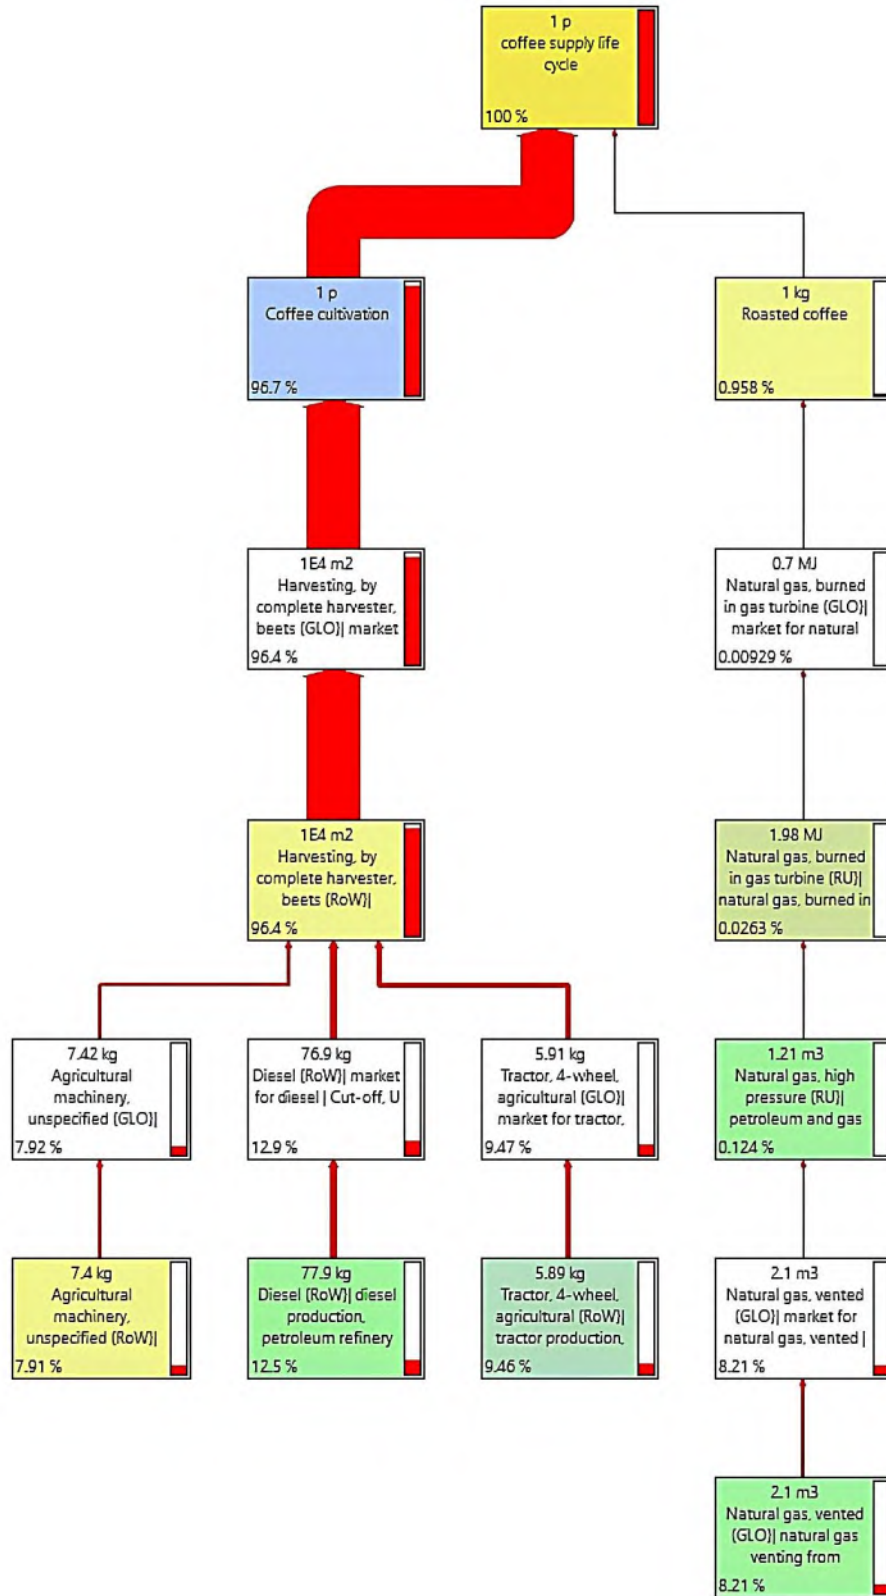 1 p
coffee supply life
cycle
100 %
1 p
Coffee cultivation
96.7 %
1 kg
Roasted coffee
0.958 %
1E4 m2
Harvesting, by
complete harvester,
beets {GLO}| market
96.4 %
0.7 MJ
Natural gas, burned
in gas turbine {GLO}|
market for natural
0.00929 %
1E4 m2
Harvesting, by
complete harvester,
beets {RoW}|
96.4 %
1.98 MJ
Natural gas, burned
in gas turbine {RU}|
natural gas, burned in
0.0263 %
7.42 kg
Agricultural
machinery,
unspecified {GLO}|
7.92 %
76.9 kg
Diesel {RoW}| market
for diesel | Cut-off, U
12.9 %
5.91 kg
Tractor, 4-wheel,
agricultural {GLO}|
market for tractor,
9.47 %
1.21 m3
Natural gas, high
pressure {RU}|
petroleum and gas
0.124 %
7.4 kg
Agricultural
machinery,
unspecified {RoW}|
7.91 %
77.9 kg
Diesel {RoW}| diesel
production,
petroleum refinery
12.5 %
5.89 kg
Tractor, 4-wheel,
agricultural {RoW}|
tractor production,
9.46 %
2.1 m3
Natural gas, vented
{GLO}| market for
natural gas, vented |
8.21 %
2.1 m3
Natural gas, vented
{GLO}| natural gas
venting from
8.21 %